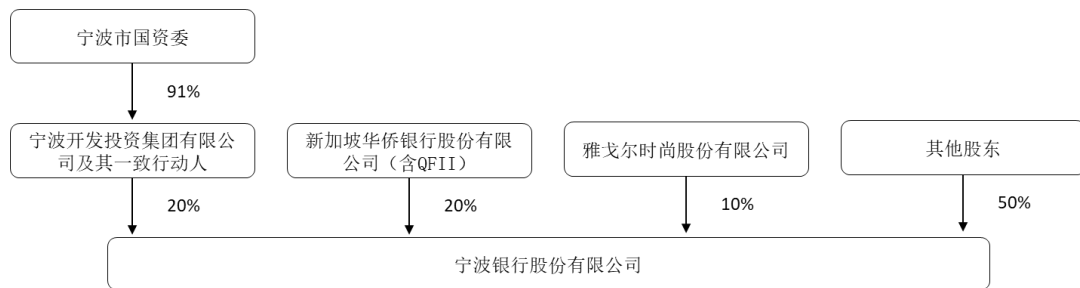 宁波市国资委
91%
宁波开发投资集团有限公
司及其一致行动人
新加坡华侨银行股份有限
公司（含QFII）
雅戈尔时尚股份有限公司
其他股东
20%
20%
10%
50%
宁波银行股份有限公司